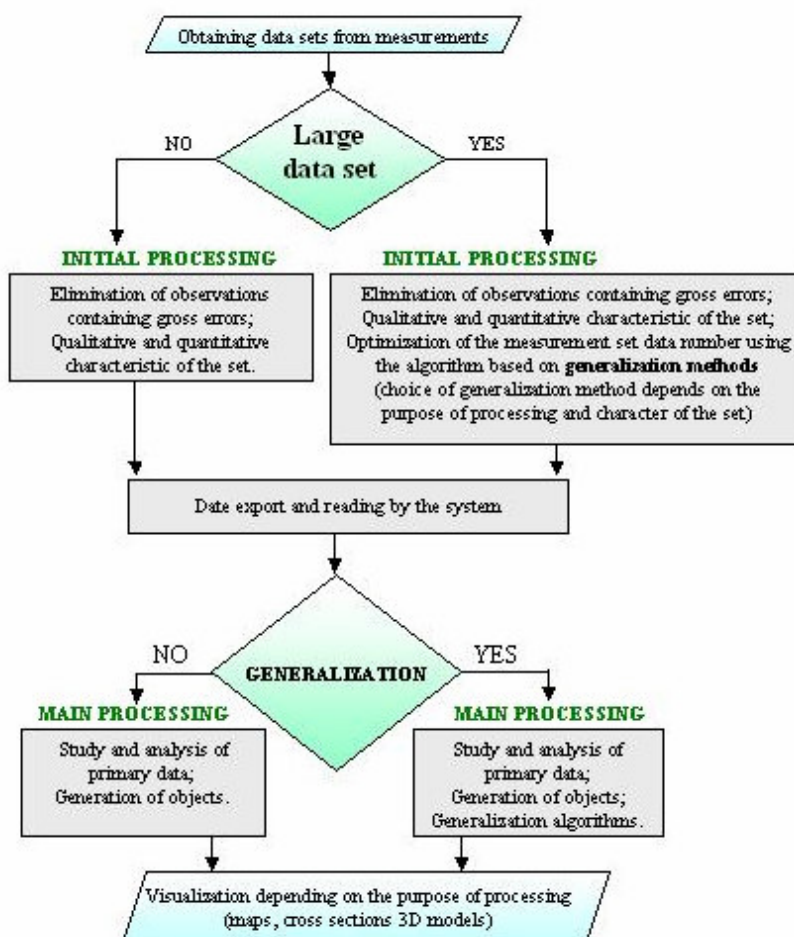 Obtaining data sets from measurements
Large
data set
NO
YES
INITIAL PROCESSING
Elimination of observations
containing gross errors;
Qualitative and quantitative
characteristic of the set.
INITIAL PROCESSING
Elimination of observations containing gross errors;
Qualitative and quantitative characteristic of the set;
Optimization of the measurement set data number using
the algorithm based on generalization methods
(choice of generalization method depends on the
purpose of processing and character of the set)
Date export and reading by the system
NO
YES
GENERALIZATION
MAIN PROCESSING
Study and analysis of
primary data;
Generation of objects.
MAIN PROCESSING
Study and analysis of
primary data;
Generation of objects;
Generalization algorithms.
Visualization depending on the purpose of processing
(maps, cross sections 3D models)